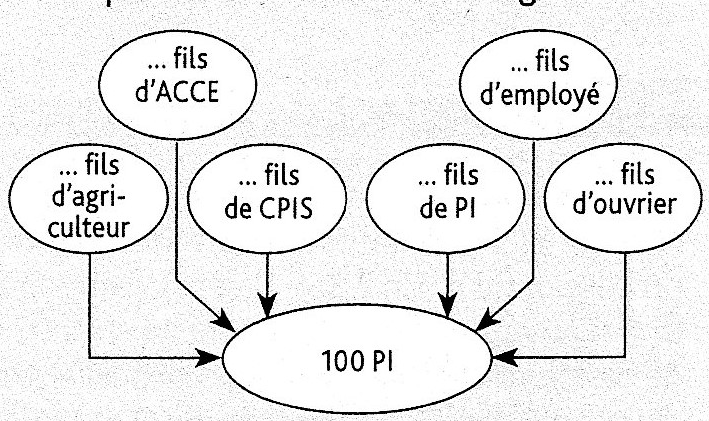 ... fils
d'ACCE
... fils
d'employé
... fils
d'agri-
culteur
... fils
de CPIS
... fils
de PI
... fils
d'ouvrier
100 PI